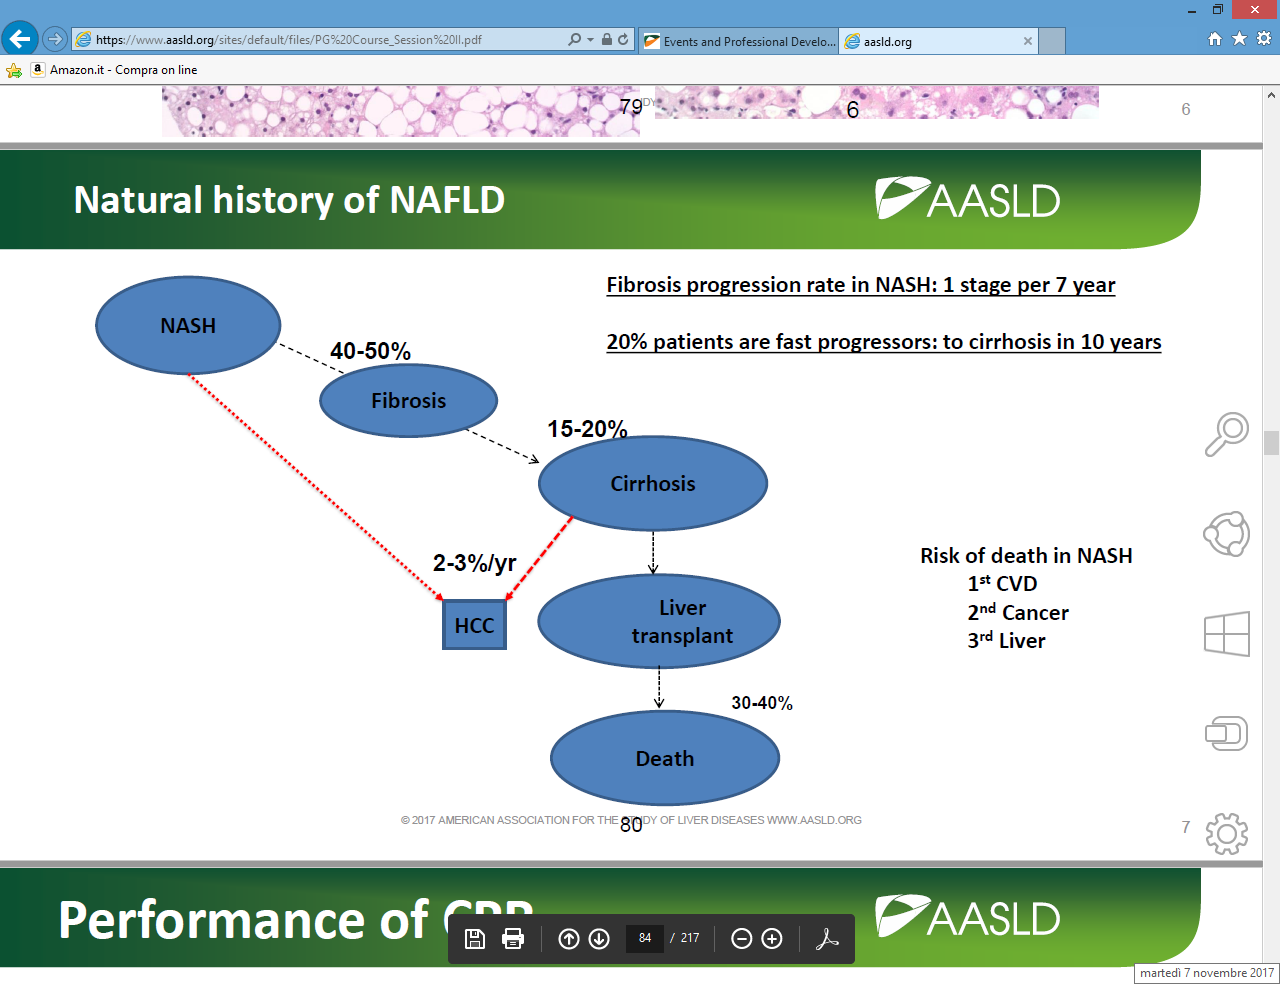 https://www.aasld.org/sites/default/files/PG%20Course_Session%20II.pdf
Events and Professional Develo...
aasld.org
Amazon.it - Compra on line
79
6
6
Natural history of NAFLD
AASLD
Fibrosis progression rate in NASH: 1 stage per 7 year
20% patients are fast progressors: to cirrhosis in 10 years
NASH
40-50%
Fibrosis
15-20%
Cirrhosis
2-3%/yr
HCC
Liver
transplant
30-40%
Death
Risk of death in NASH
1st CVD
2nd Cancer
3rd Liver
© 2017 AMERICAN ASSOCIATION FOR THE STUDY OF LIVER DISEASES WWW.AASLD.ORG
80
7
Performance of
AASLD
84 / 217
martedì 7 novembre 2017